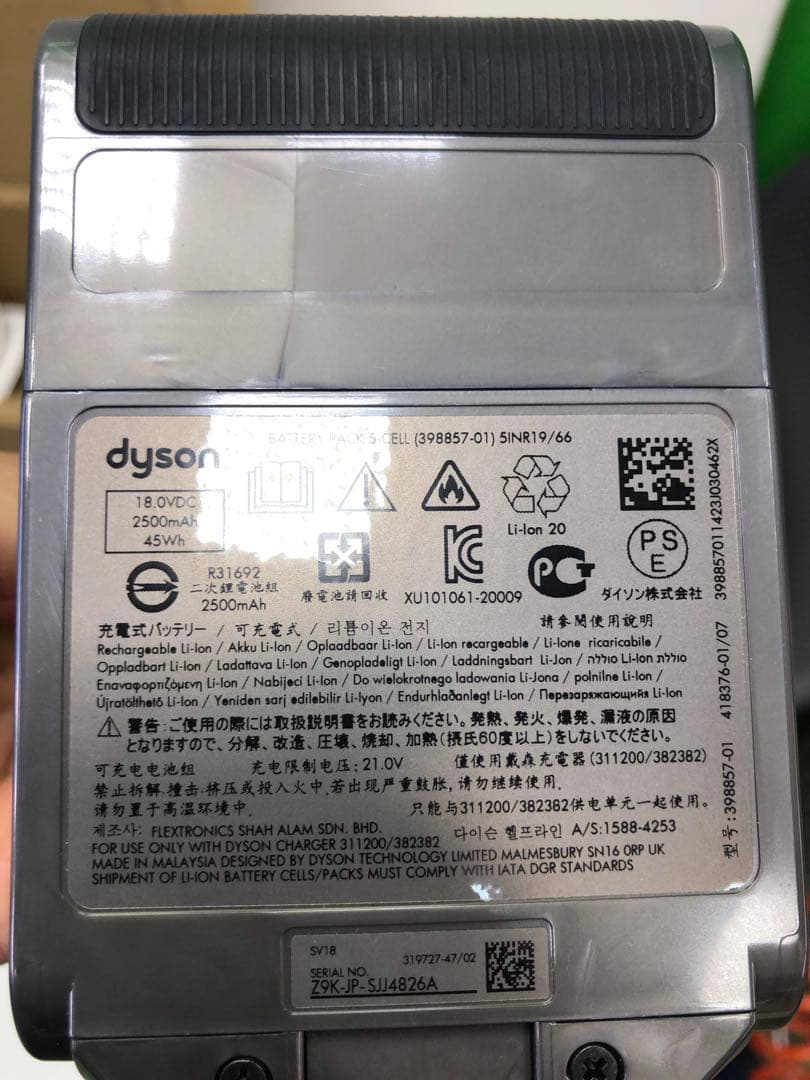 BATTERY PACK 5-CELL (398857-01) 5INR19/66
dyson
18.0VDC
2500mAh
45Wh
Li-Ion 20
R31692
二次鋰電池組
2500mAh
廢電池請回收
XU101061-20009
PS
E
ダイソン株式会社
請參閱使用說明
充電式バッテリー / 可充電式 / 리튬이온 전지
Rechargeable Li-Ion / Akku Li-Ion / Oplaadbaar Li-Ion / Li-Ion recargeable / Li-Ione ricaricabile /
Oppladbart Li-Ion / Ladattava Li-Ion / Genopladeligt Li-Ion / Laddningsbart Li-Jon / סוללה Li-Ion סוללת
Επαναφορτιζόμενη Li-Ion / Nabijeci Li-Ion / Do wielokrotnego ladowania Li-Jona / polnilne Li-Ion /
Újratölthető Li-Ion / Yeniden sarj edilebilir Li-Iyon / Endurhlaðanlegt Li-Ion / Перезаряжающийся Li-Ion
警告:ご使用の際には取扱説明書をお読みください。発熱、発火、爆発、漏液の原因
となりますので、分解、改造、圧壊、焼却、加熱(摂氏60度以上)をしないでください。
可充电电池组 充电限制电压:21.0V 僅使用戴森充電器(311200/382382)
禁止拆解.撞击.挤压或投入火中.若出现严重鼓胀,请勿继续使用.
请勿置于高温环境中. 只能与311200/382382供电单元一起使用。
제조사: FLEXTRONICS SHAH ALAM SDN. BHD. 다이슨 헬프라인 A/S:1588-4253
FOR USE ONLY WITH DYSON CHARGER 311200/382382
MADE IN MALAYSIA DESIGNED BY DYSON TECHNOLOGY LIMITED MALMESBURY SN16 0RP UK
SHIPMENT OF LI-ION BATTERY CELLS/PACKS MUST COMPLY WITH IATA DGR STANDARDS
398857011423J030462X
型号:398857-01 418376-01/07
SV18
319727-47/02
SERIAL NO.
Z9K-JP-SJJ4826A